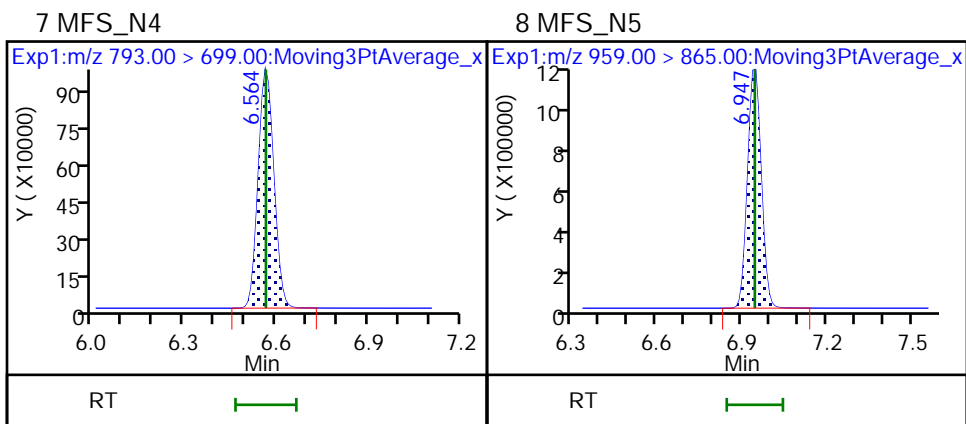 7 MFS_N4
Exp1:m/z 793.00 > 699.00:Moving3PtAverage_x
Y ( X10000)
90
75
60
45
30
15
0
6.564
6.0 6.3 6.6 6.9 7.2
Min
RT
8 MFS_N5
Exp1:m/z 959.00 > 865.00:Moving3PtAverage_x
Y ( X100000)
12
10
8
6
4
2
0
6.947
6.3 6.6 6.9 7.2 7.5
Min
RT